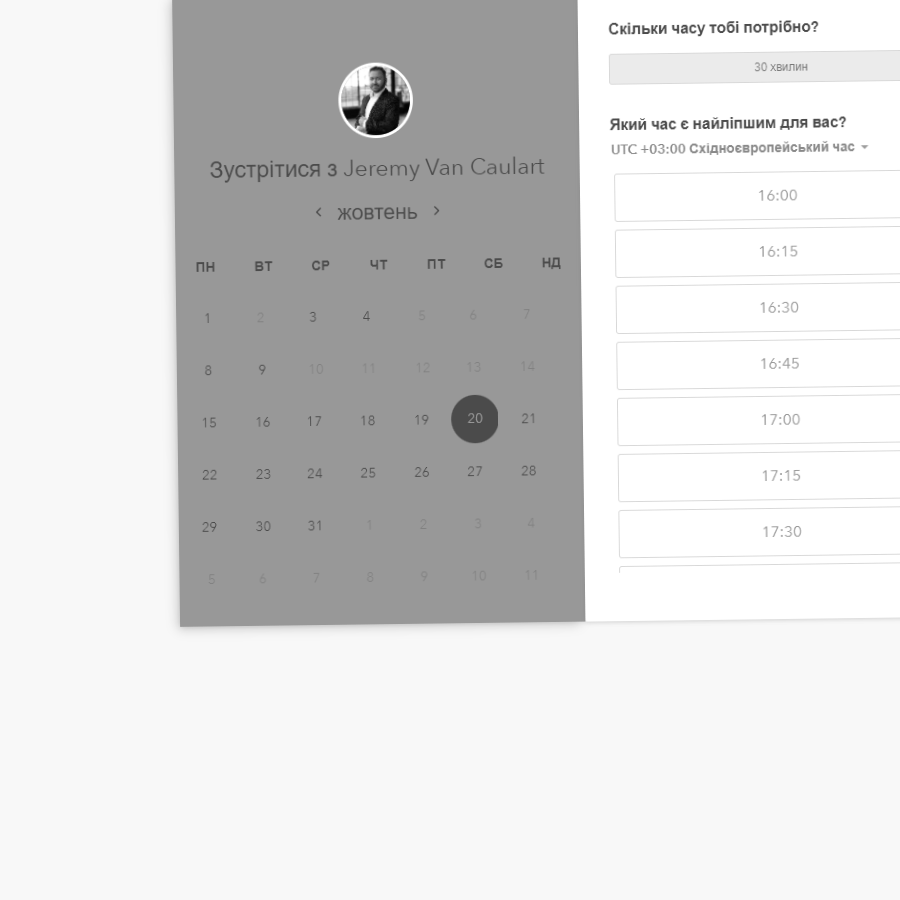 Зустрітися з Jeremy Van Caulart
‹ жовтень ›
ПН ВТ СР ЧТ ПТ СБ НД
1 2 3 4 5 6 7
8 9 10 11 12 13 14
15 16 17 18 19 20 21
22 23 24 25 26 27 28
29 30 31 1 2 3 4
5 6 7 8 9 10 11
Скільки часу тобі потрібно?
30 хвилин
Який час є найліпшим для вас?
UTC +03:00 Східноєвропейський час
16:00
16:15
16:30
16:45
17:00
17:15
17:30